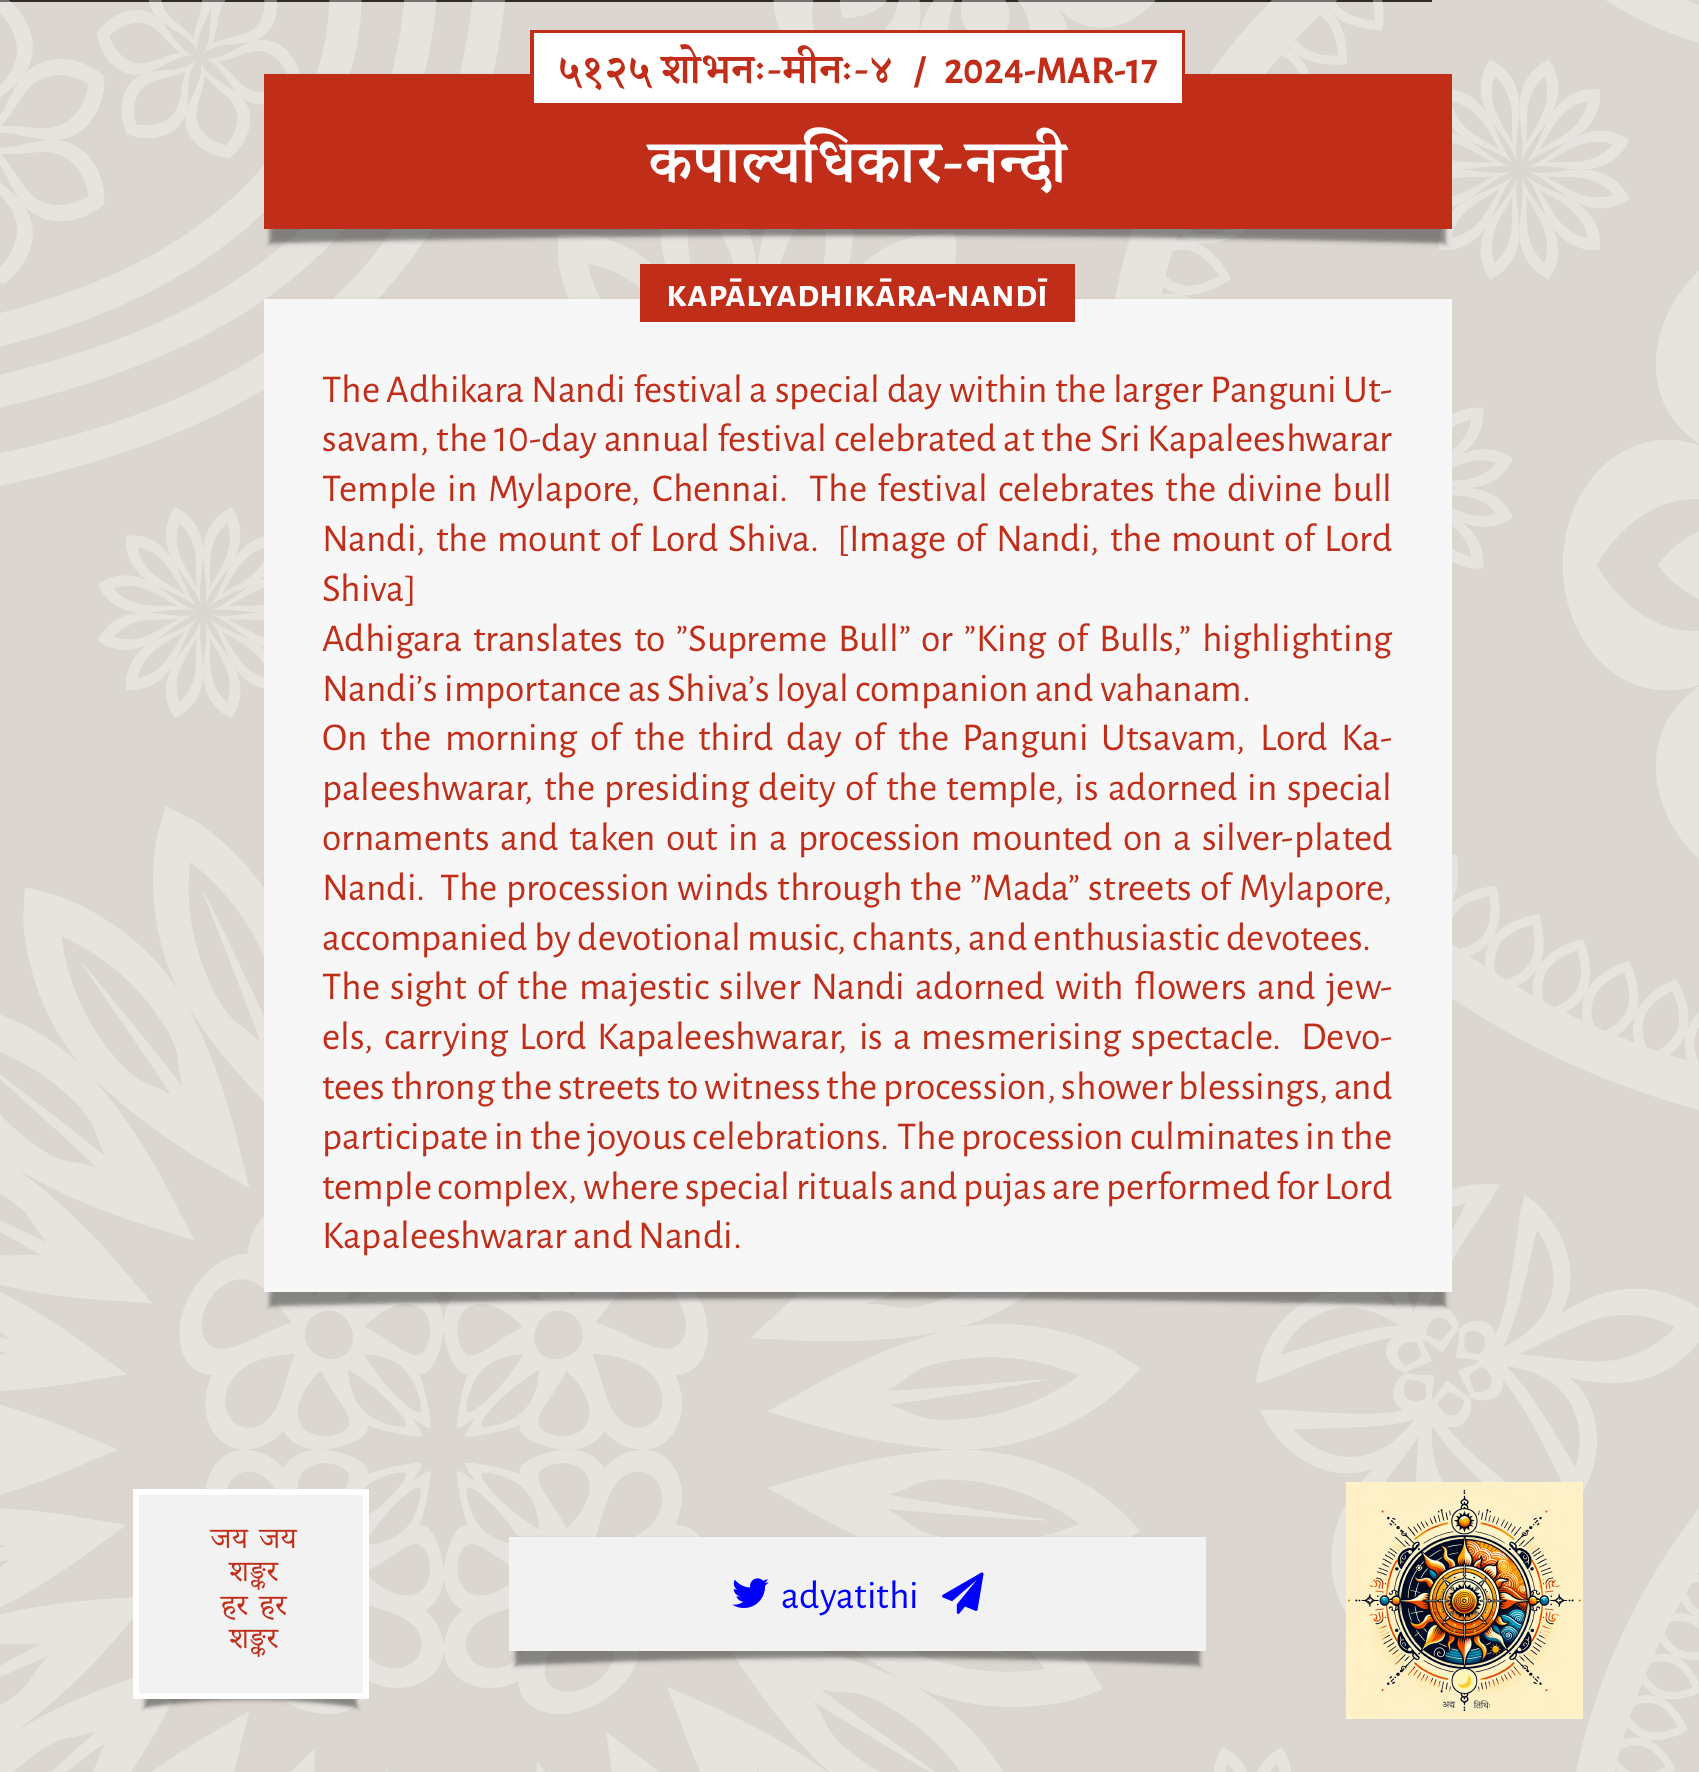 ५१२५ शोभनः-मीनः-४ / 2024-MAR-17
कपाल्यधिकार-नन्दी
KAPĀLYADHIKĀRA-NANDĪ
The Adhikara Nandi festival a special day within the larger Panguni Ut-
savam, the 10-day annual festival celebrated at the Sri Kapaleeshwarar
Temple in Mylapore, Chennai. The festival celebrates the divine bull
Nandi, the mount of Lord Shiva. [Image of Nandi, the mount of Lord
Shiva]
Adhigara translates to ”Supreme Bull” or ”King of Bulls,” highlighting
Nandi’s importance as Shiva’s loyal companion and vahanam.
On the morning of the third day of the Panguni Utsavam, Lord Ka-
paleeshwarar, the presiding deity of the temple, is adorned in special
ornaments and taken out in a procession mounted on a silver-plated
Nandi. The procession winds through the ”Mada” streets of Mylapore,
accompanied by devotional music, chants, and enthusiastic devotees.
The sight of the majestic silver Nandi adorned with flowers and jew-
els, carrying Lord Kapaleeshwarar, is a mesmerising spectacle. Devo-
tees throng the streets to witness the procession, shower blessings, and
participate in the joyous celebrations. The procession culminates in the
temple complex, where special rituals and pujas are performed for Lord
Kapaleeshwarar and Nandi.
जय जय
शङ्कर
हर हर
शङ्कर
adyatithi
अद्य तिथिः